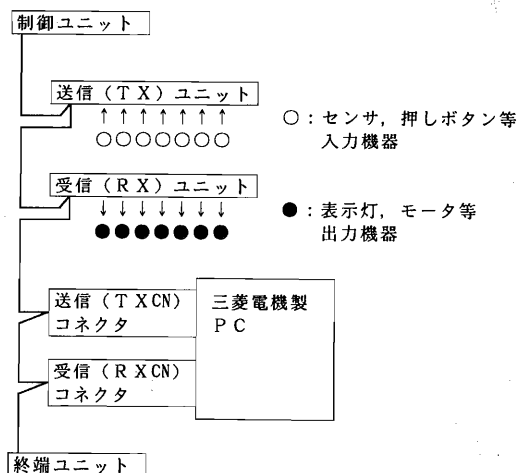 制御ユニット
送信(TX)ユニット
○:センサ,押しボタン等
入力機器
受信(RX)ユニット
●:表示灯,モータ等
出力機器
送信(TXCN)
コネクタ
三菱電機製
PC
受信(RXCN)
コネクタ
終端ユニット